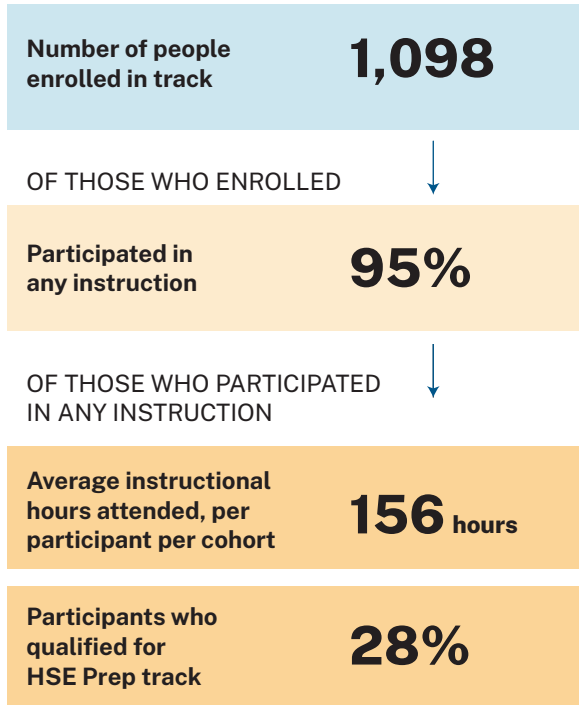 Number of people
enrolled in track
1,098
OF THOSE WHO ENROLLED
Participated in
any instruction
95%
OF THOSE WHO PARTICIPATED
IN ANY INSTRUCTION
Average instructional
hours attended, per
participant per cohort
156 hours
Participants who
qualified for
HSE Prep track
28%